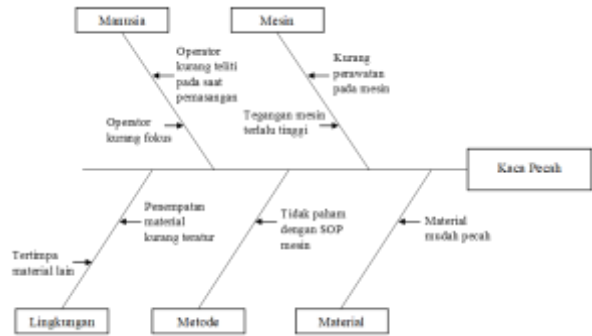 Manusia
Mesin
Operator
kurang teliti
pada saat
pemasangan
Kurang
perawatan
pada mesin
Operator
kurang fokus
Tegangan mesin
terlalu tinggi
Kaca Pecah
Penempatan
material
kurang teratur
Tidak paham
dengan SOP
mesin
Material
mudah pecah
Tertimpa
material lain
Lingkungan
Metode
Material